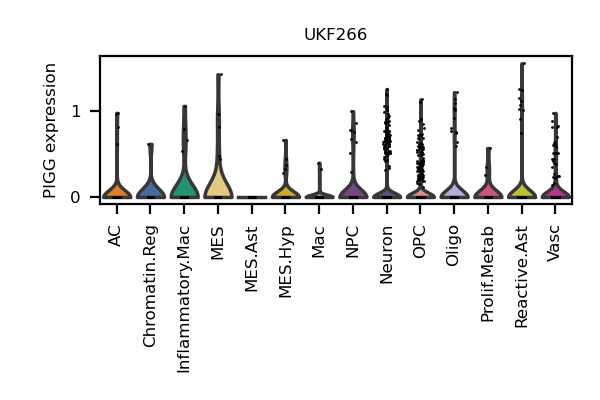 UKF266
PIGG expression
1
0
AC
Chromatin.Reg
Inflammatory.Mac
MES
MES.Ast
MES.Hyp
Mac
NPC
Neuron
OPC
Oligo
Prolif.Metab
Reactive.Ast
Vasc